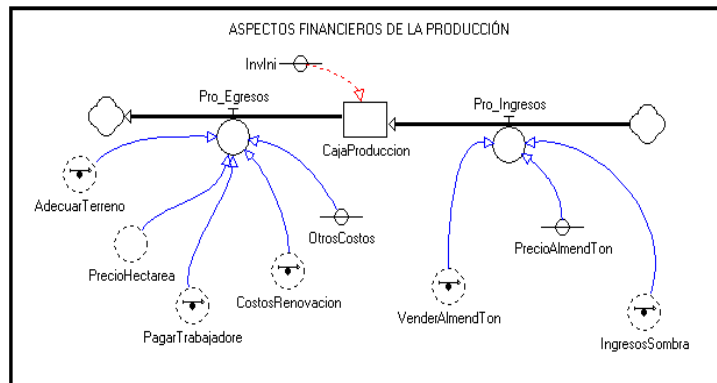 ASPECTOS FINANCIEROS DE LA PRODUCCIÓN
InvIni
Pro_Egresos
Pro_Ingresos
CajaProduccion
AdecuarTerreno
OtrosCostos
PrecioAlmendTon
PrecioHectarea
CostosRenovacion
VenderAlmendTon
PagarTrabajadore
IngresosSombra